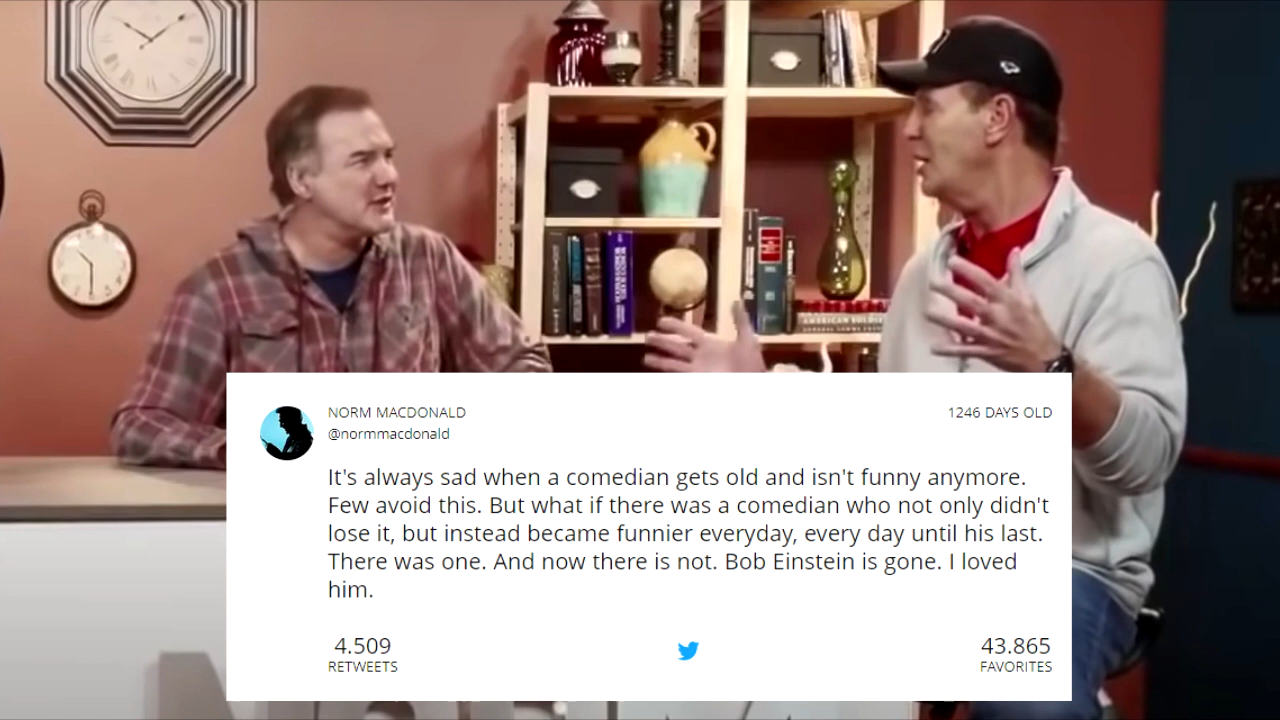 AMERICAN SOLDIER
NORM MACDONALD
1246 DAYS OLD
@normmacdonald
It's always sad when a comedian gets old and isn't funny anymore.
Few avoid this. But what if there was a comedian who not only didn't
lose it, but instead became funnier everyday, every day until his last.
There was one. And now there is not. Bob Einstein is gone. I loved
him.
4.509
43.865
RETWEETS
FAVORITES